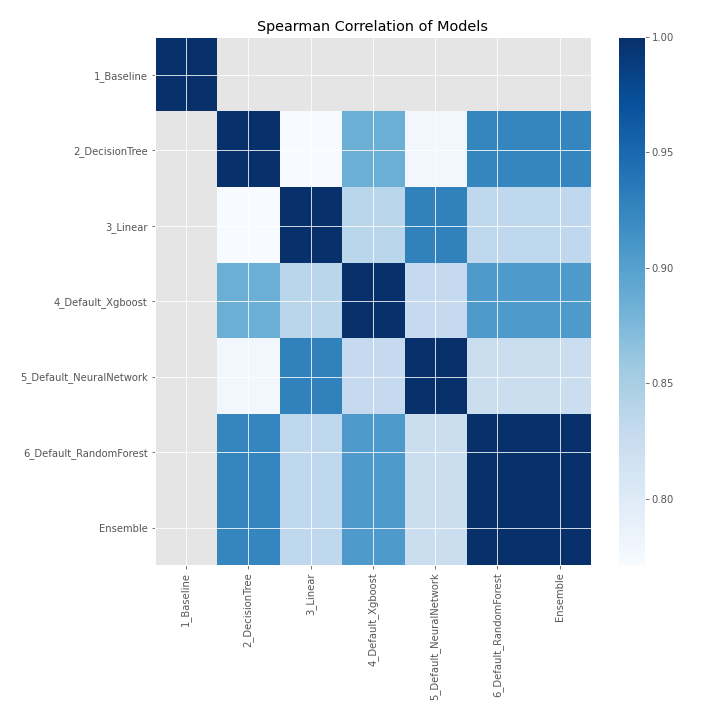 Spearman Correlation of Models
1_Baseline
2_DecisionTree
3_Linear
4_Default_Xgboost
5_Default_NeuralNetwork
6_Default_RandomForest
Ensemble
1.00
0.95
0.90
0.85
0.80
1_Baseline
2_DecisionTree
3_Linear
4_Default_Xgboost
5_Default_NeuralNetwork
6_Default_RandomForest
Ensemble